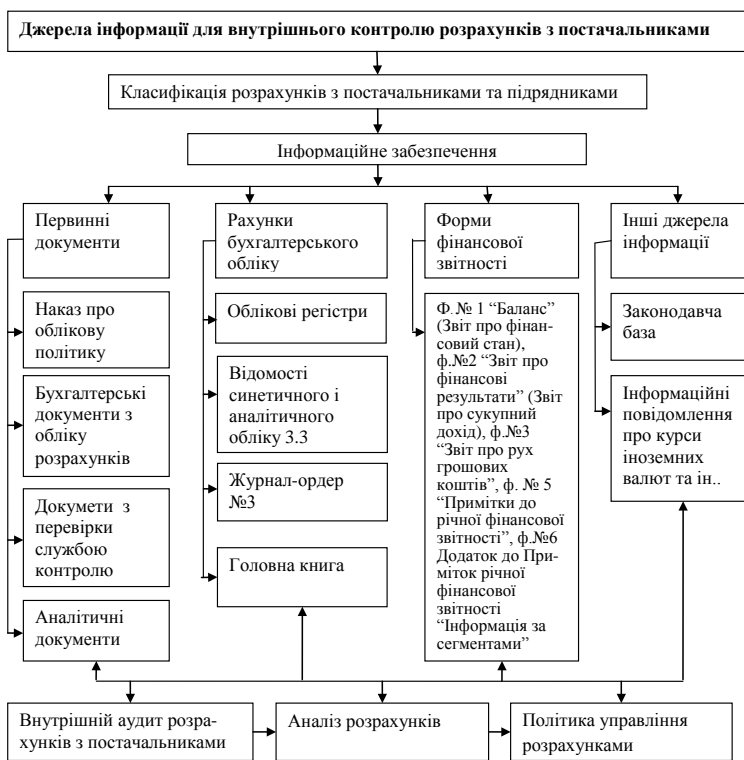 Джерела інформації для внутрішнього контролю розрахунків з постачальниками
Класифікація розрахунків з постачальниками та підрядниками
Інформаційне забезпечення
Первинні
документи
Наказ про
облікову
політику
Бухгалтерські
документи з
обліку
розрахунків
Докумети з
перевірки
службою
контролю
Аналітичні
документи
Рахунки
бухгалтерського
обліку
Облікові регістри
Відомості
синетичного і
аналітичного
обліку 3.3
Журнал-ордер
№3
Головна книга
Форми
фінансової
звітності
Ф.№ 1 “Баланс”
(Звіт про фінан-
совий стан),
ф.№2 “Звіт про
фінансові
результати” (Звіт
про сукупний
дохід), ф.№3
“Звіт про рух
грошових
коштів”, ф. № 5
“Примітки до
річної фінансової
звітності”, ф.№6
Додаток до При-
міток річної
фінансової
звітності
“Інформація за
сегментами”
Інші джерела
інформації
Законодавча
база
Інформаційні
повідомлення
про курси
іноземних
валют та ін..
Внутрішній аудит розра-
хунків з постачальниками
Аналіз розрахунків
Політика управління
розрахунками